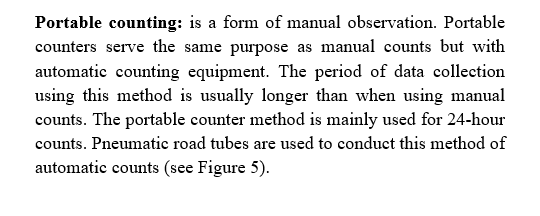 Portable counting: is a form of manual observation. Portable
counters serve the same purpose as manual counts but with
automatic counting equipment. The period of data collection
using this method is usually longer than when using manual
counts. The portable counter method is mainly used for 24-hour
counts. Pneumatic road tubes are used to conduct this method of
automatic counts (see Figure 5).